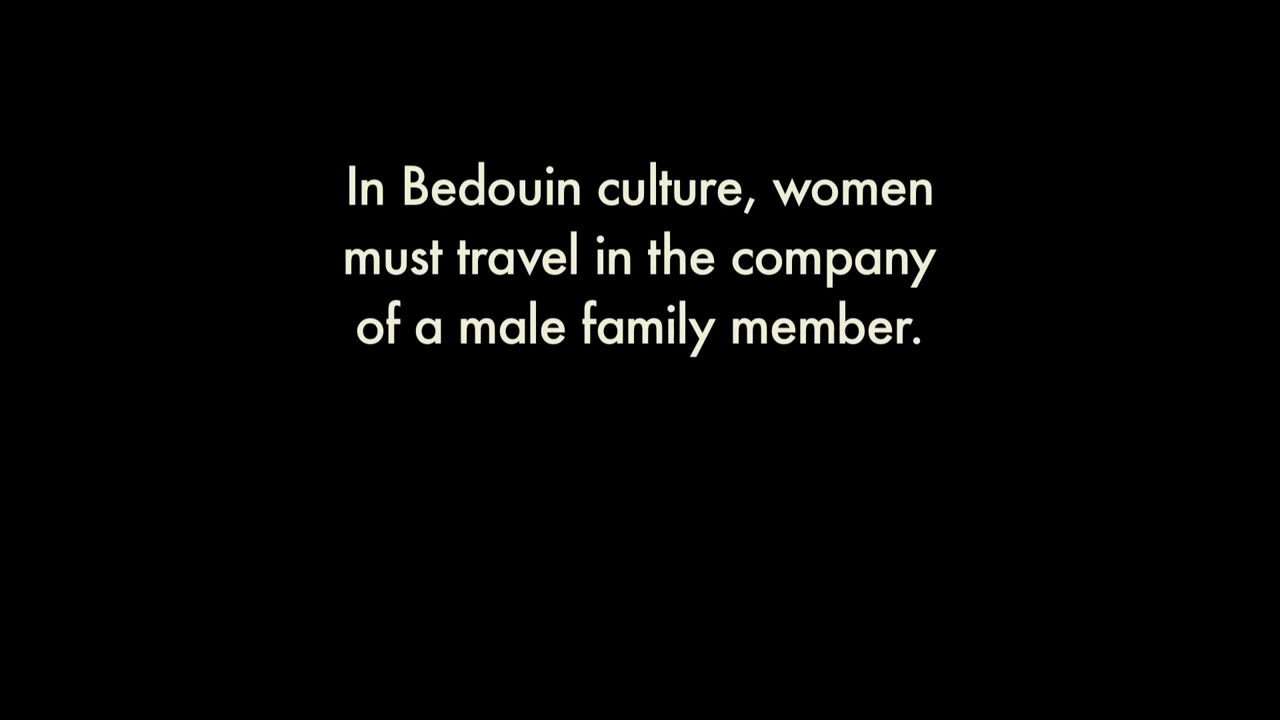 In Bedouin culture, women
must travel in the company
of a male family member.